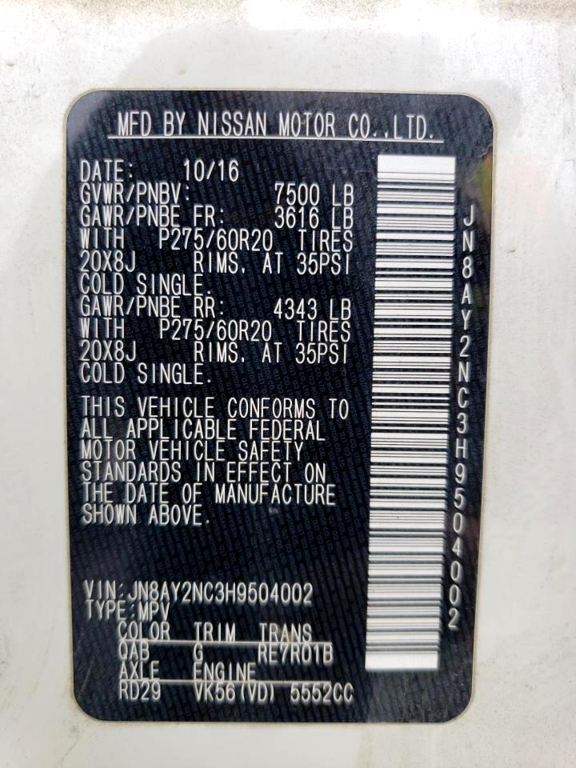 MFD BY NISSAN MOTOR CO.,LTD.
DATE: 10/16
GVWR/PNBV: 7500 LB
GAWR/PNBE FR: 3616 LB
WITH P275/60R20 TIRES
20X8J RIMS. AT 35PSI
COLD SINGLE.
GAWR/PNBE RR: 4343 LB
WITH P275/60R20 TIRES
20X8J RIMS. AT 35PSI
COLD SINGLE.
THIS VEHICLE CONFORMS TO
ALL APPLICABLE FEDERAL
MOTOR VEHICLE SAFETY
STANDARDS IN EFFECT ON
THE DATE OF MANUFACTURE
SHOWN ABOVE.
VIN:JN8AY2NC3H9504002
TYPE:MPV
COLOR TRIM TRANS
QAB G RE7R01B
AXLE ENGINE
RD29 VK56(VD) 5552CC
JN8AY2NC3H9504002